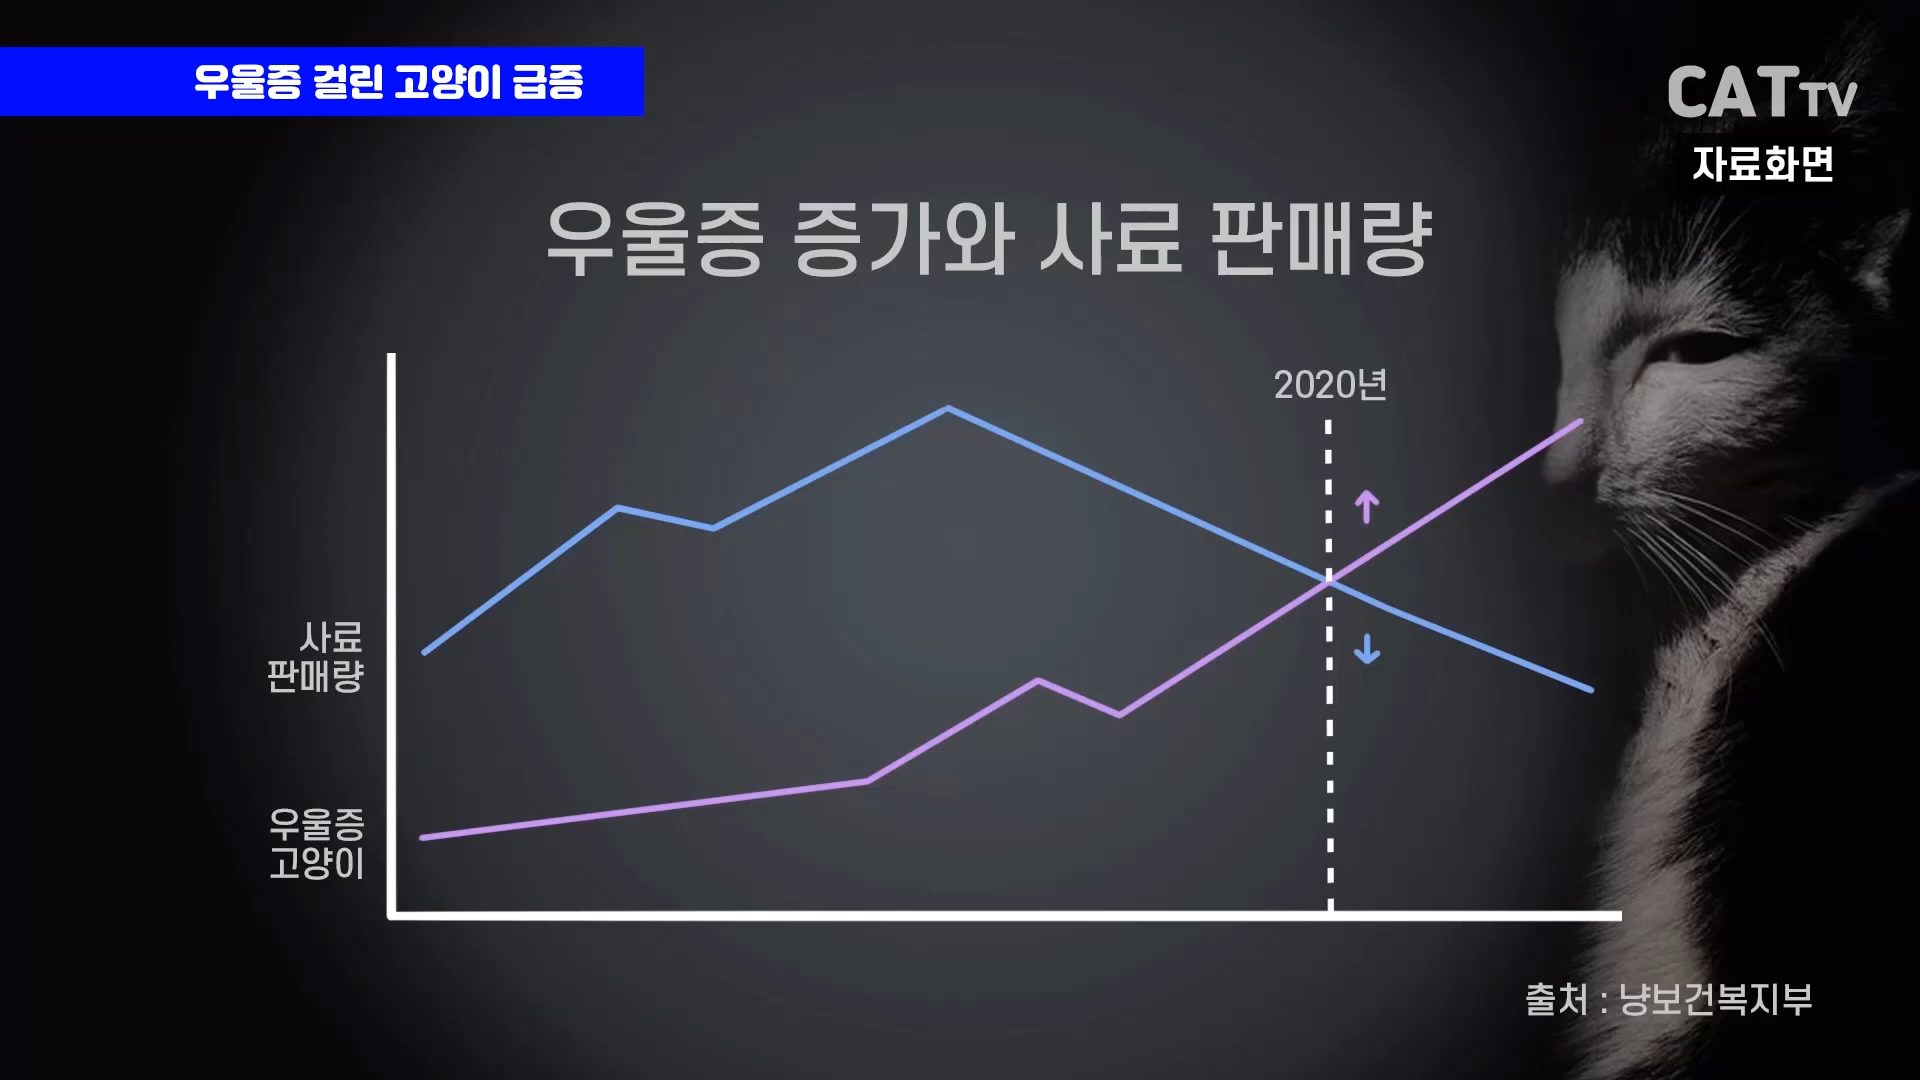 우울증 걸린 고양이 급증
CAT TV
자료화면
우울증 증가와 사료 판매량
2020년
사료
판매량
우울증
고양이
출처 : 냥보건복지부